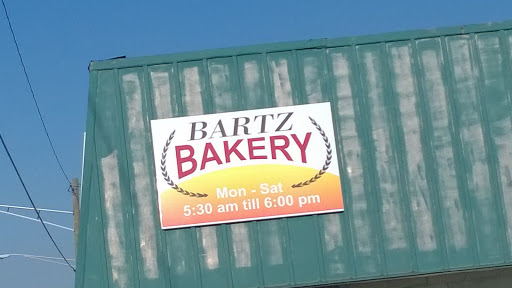 BARTZ
BAKERY
Mon - Sat
5:30 am till 6:00 pm